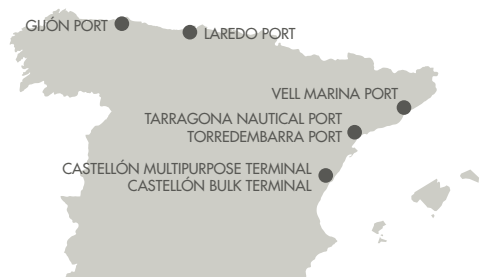 GIJÓN PORT
LAREDO PORT
VELL MARINA PORT
TARRAGONA NAUTICAL PORT
TORREDEMBARRA PORT
CASTELLÓN MULTIPURPOSE TERMINAL
CASTELLÓN BULK TERMINAL